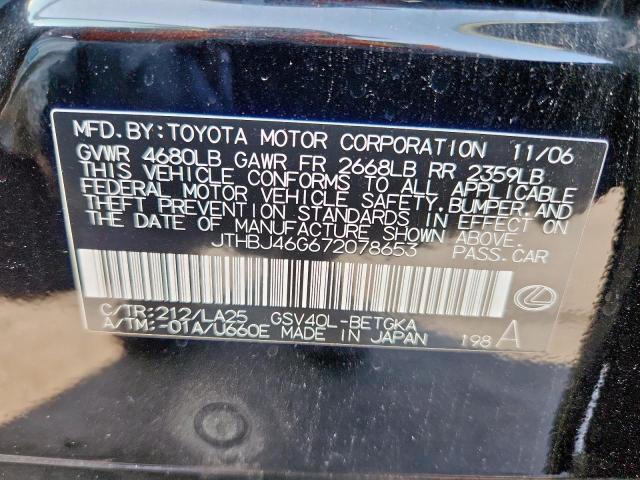 MFD. BY: TOYOTA MOTOR CORPORATION 11/06
GVWR 4680LB GAWR FR 2668LB RR 2359LB
THIS VEHICLE CONFORMS TO ALL APPLICABLE
FEDERAL MOTOR VEHICLE SAFETY, BUMPER, AND
THEFT PREVENTION STANDARDS IN EFFECT ON
THE DATE OF MANUFACTURE SHOWN ABOVE.
JTHBJ46G672078653 PASS. CAR
C/TR: 212/LA25 GSV40L-BETGKA
A/TM: -01A/U660E MADE IN JAPAN 198 A